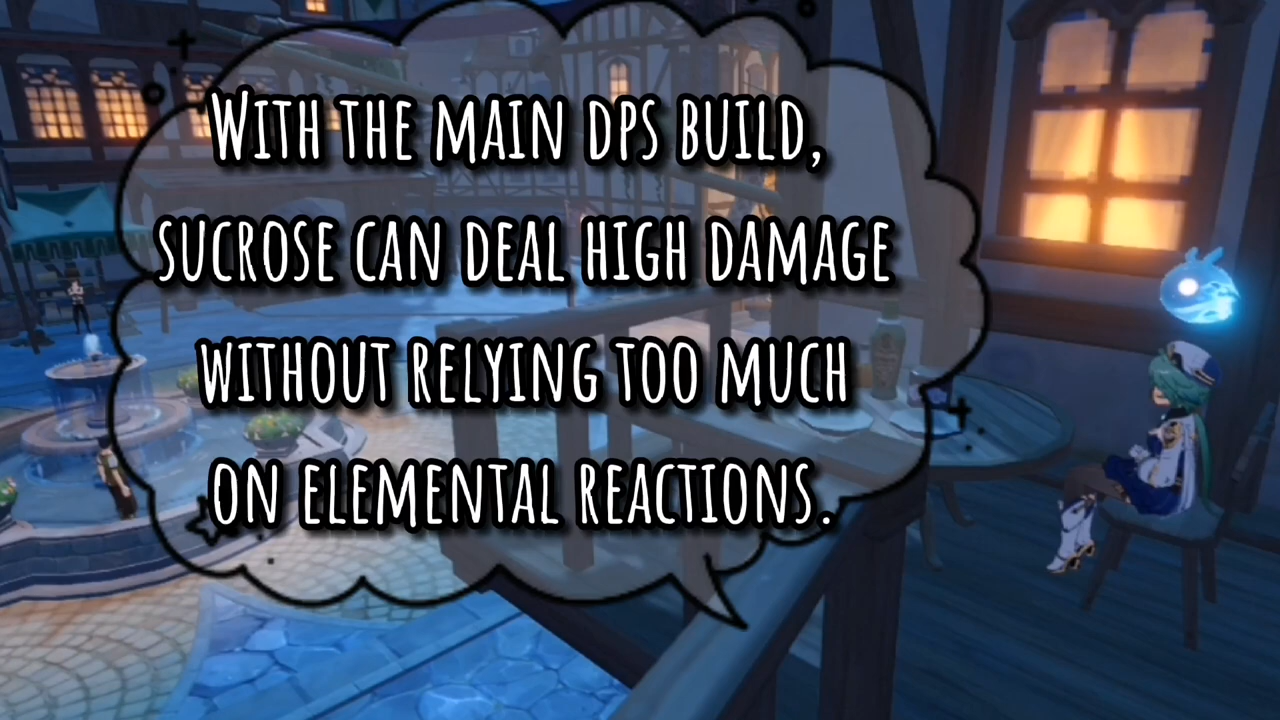 With the main dps build,
sucrose can deal high damage
without relying too much
on elemental reactions.